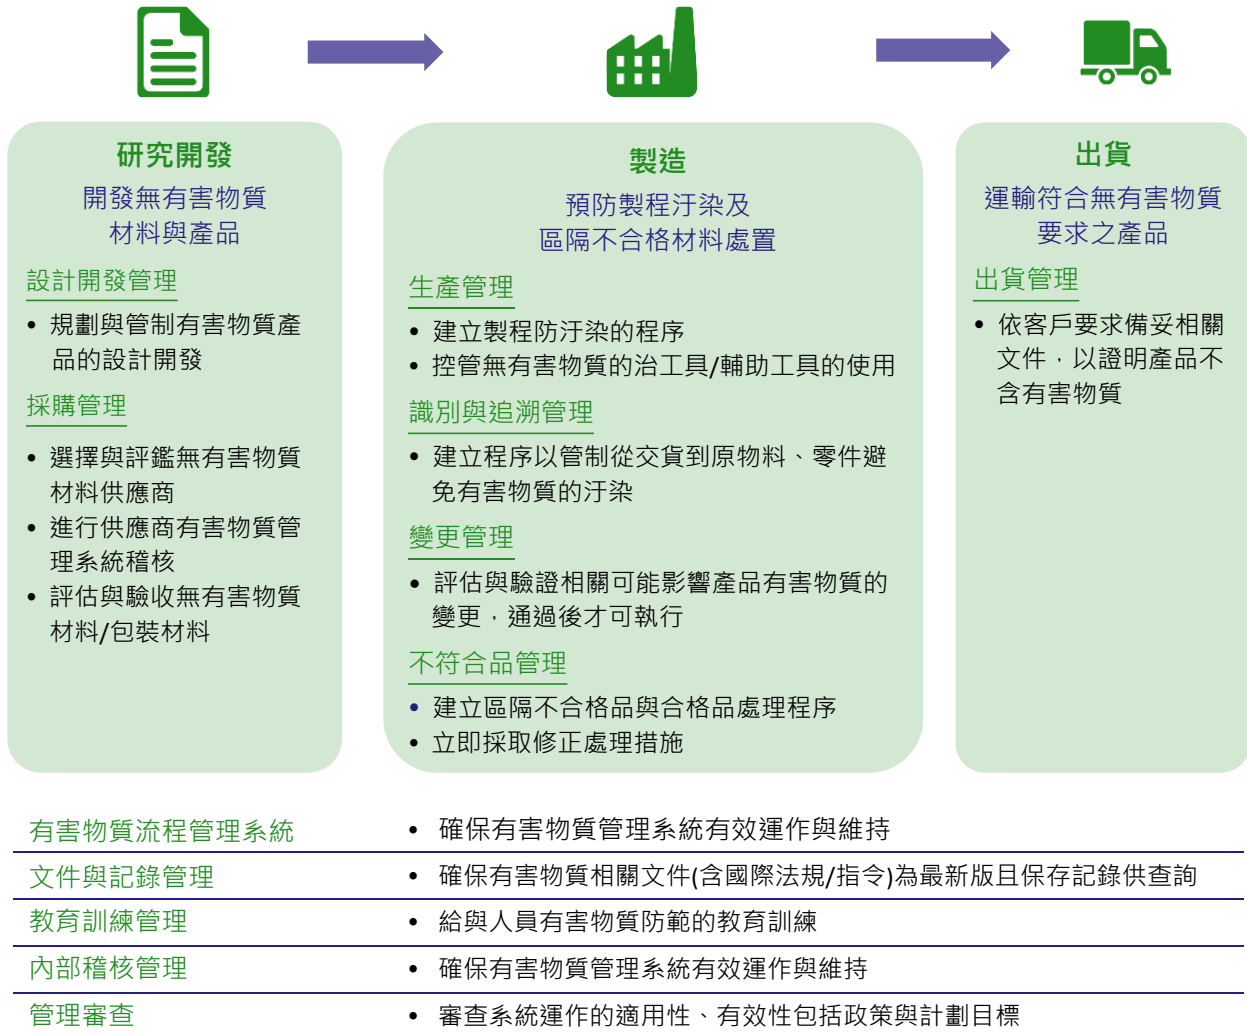 研究開發
開發無有害物質
材料與產品
設計開發管理
• 規劃與管制有害物質產
品的設計開發
採購管理
• 選擇與評鑑無有害物質
材料供應商
• 進行供應商有害物質管
理系統稽核
• 評估與驗收無有害物質
材料/包裝材料
製造
預防製程汙染及
區隔不合格材料處置
生產管理
• 建立製程防汙染的程序
• 控管無有害物質的治工具/輔助工具的使用
識別與追溯管理
• 建立程序以管制從交貨到原物料、零件避
免有害物質的汙染
變更管理
• 評估與驗證相關可能影響產品有害物質的
變更，通過後才可執行
不符合品管理
• 建立區隔不合格品與合格品處理程序
• 立即採取修正處理措施
出貨
運輸符合無有害物質
要求之產品
出貨管理
• 依客戶要求備妥相關
文件，以證明產品不
含有害物質
有害物質流程管理系統 • 確保有害物質管理系統有效運作與維持
文件與記錄管理 • 確保有害物質相關文件(含國際法規/指令)為最新版且保存記錄供查詢
教育訓練管理 • 給與人員有害物質防範的教育訓練
內部稽核管理 • 確保有害物質管理系統有效運作與維持
管理審查 • 審查系統運作的適用性、有效性包括政策與計劃目標